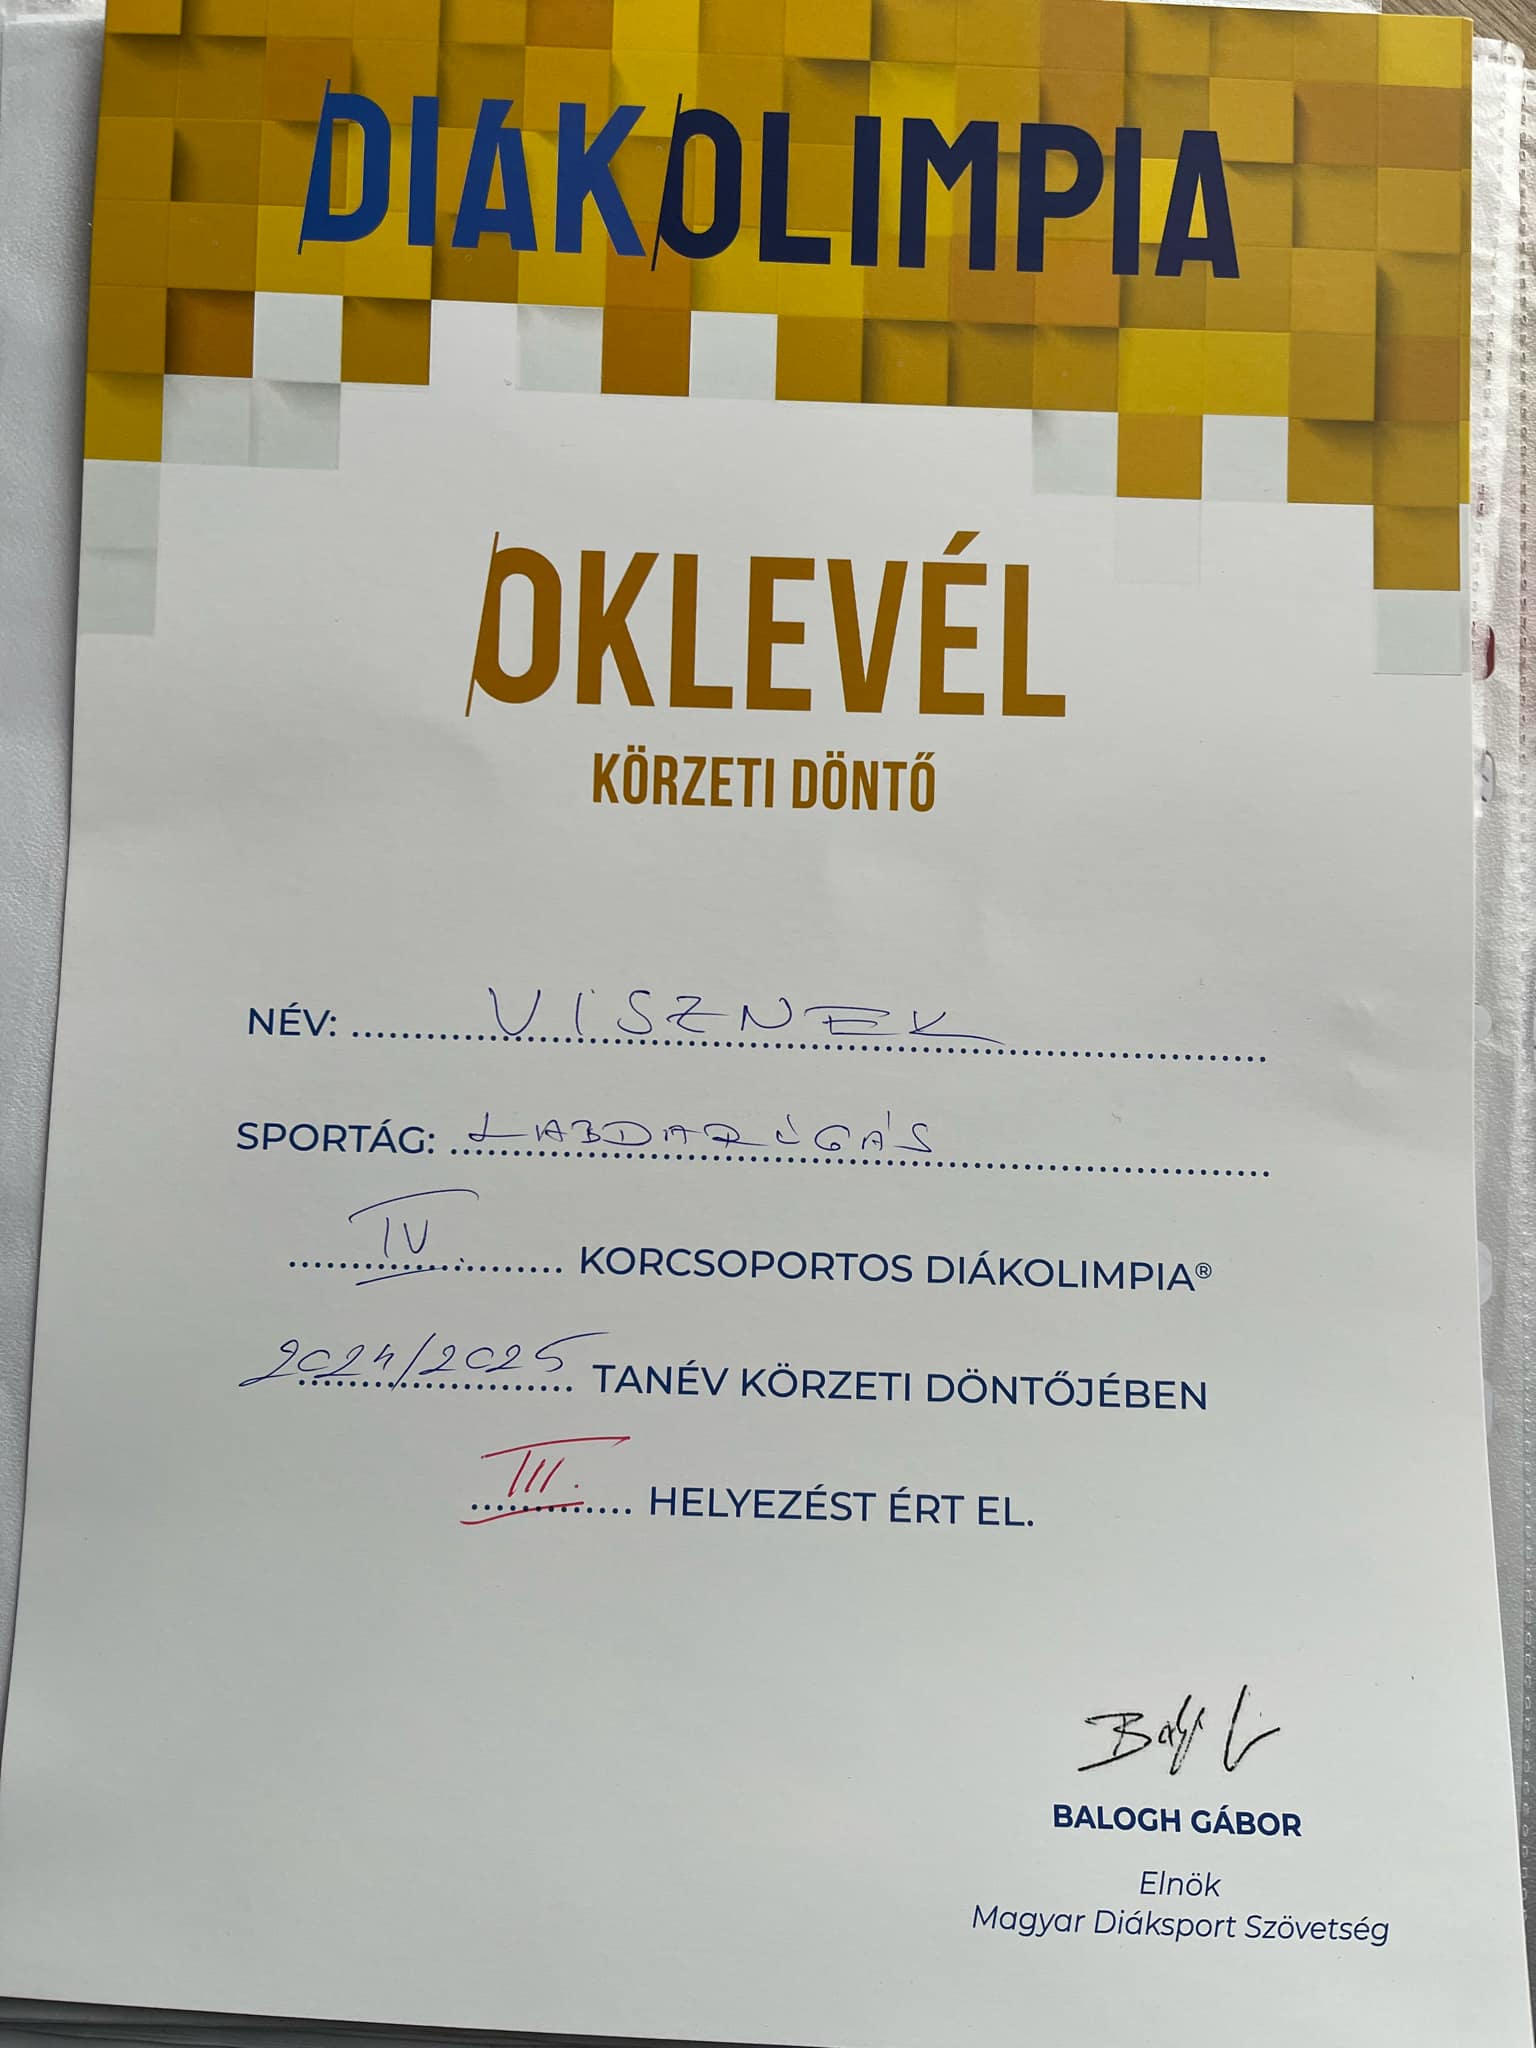 DIÁKOLIMPIA
OKLEVÉL
KÖRZETI DÖNTŐ
NÉV: VISZNEK
SPORTÁG: LABDARÚGÁS
IV. KORCSOPORTOS DIÁKOLIMPIA®
2024/2025 TANÉV KÖRZETI DÖNTŐJÉBEN
III. HELYEZÉST ÉRT EL.
BALOGH GÁBOR
Elnök
Magyar Diáksport Szövetség